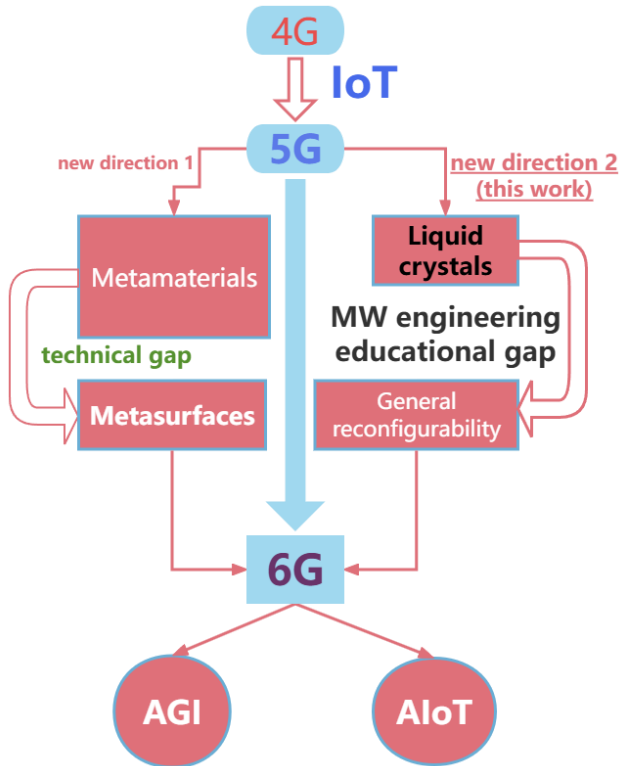 4G
IoT
5G
new direction 1
new direction 2
(this work)
Metamaterials
Liquid
crystals
technical gap
MW engineering
educational gap
Metasurfaces
General
reconfigurability
6G
AGI
AIoT